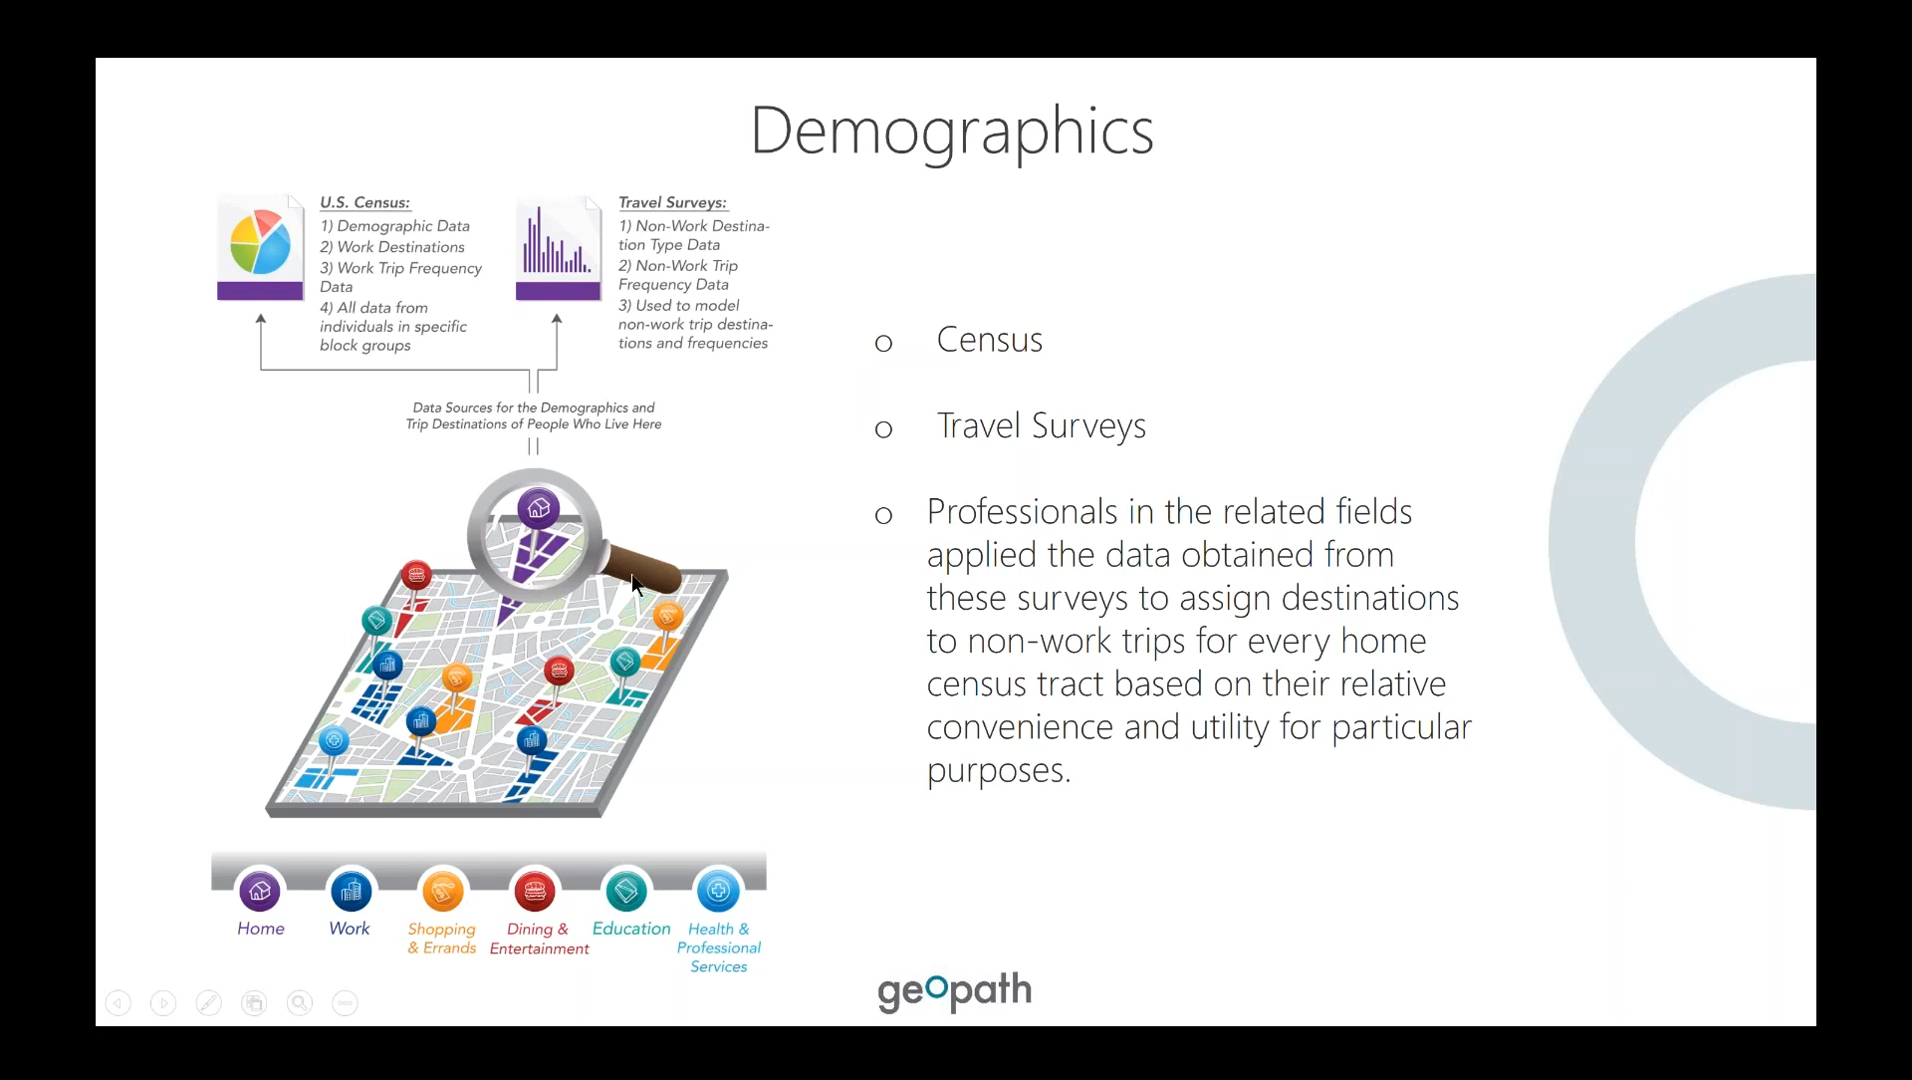 Demographics
U.S. Census:
1) Demographic Data
2) Work Destinations
3) Work Trip Frequency
Data
4) All data from
individuals in specific
block groups
Travel Surveys:
1) Non-Work Destina-
tion Type Data
2) Non-Work Trip
Frequency Data
3) Used to model
non-work trip destina-
tions and frequencies
Data Sources for the Demographics and
Trip Destinations of People Who Live Here
Home
Work
Shopping
& Errands
Dining &
Entertainment
Education
Health &
Professional
Services
Census
Travel Surveys
Professionals in the related fields
applied the data obtained from
these surveys to assign destinations
to non-work trips for every home
census tract based on their relative
convenience and utility for particular
purposes.
geopath